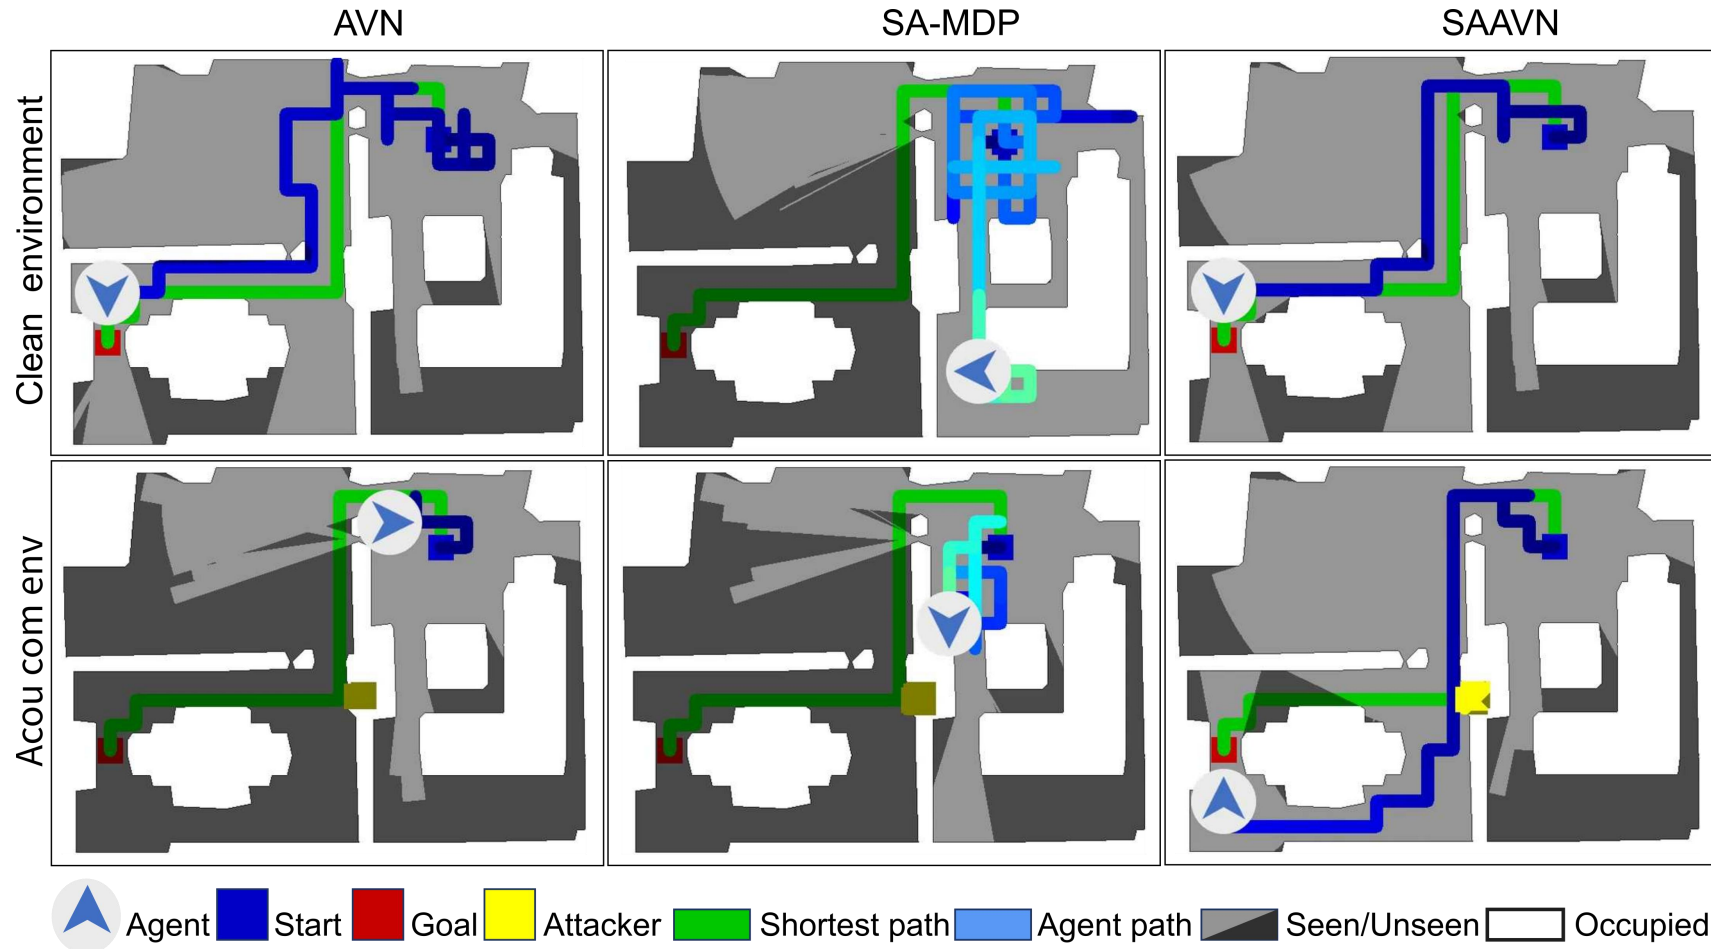 AVN SA-MDP SAAVN
Clean environment
Acou com env
Agent Start Goal Attacker Shortest path Agent path Seen/Unseen Occupied